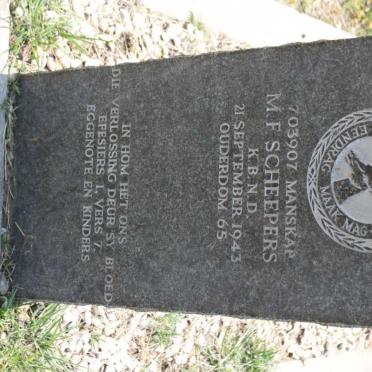 EENDRAG MAAK MAG
703907 MANSKAP
M.F. SCHEEPERS
K.B.N.D.
21 SEPTEMBER 1943
OUDERDOM 65
IN HOM HET ONS
DIE VERLOSSING DEUR SY BLOED
EFESIERS 1, VERS 7.
EGGENOTE EN KINDERS